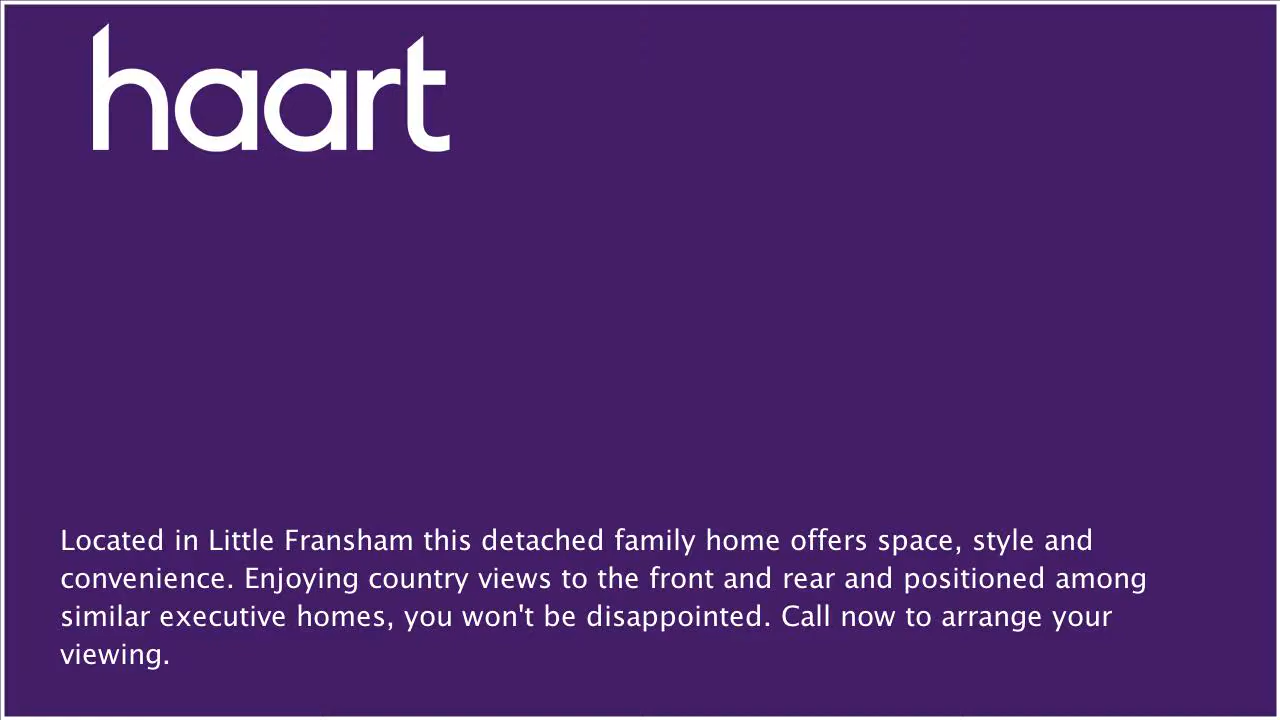 haart
Located in Little Fransham this detached family home offers space, style and
convenience. Enjoying country views to the front and rear and positioned among
similar executive homes, you won't be disappointed. Call now to arrange your
viewing.